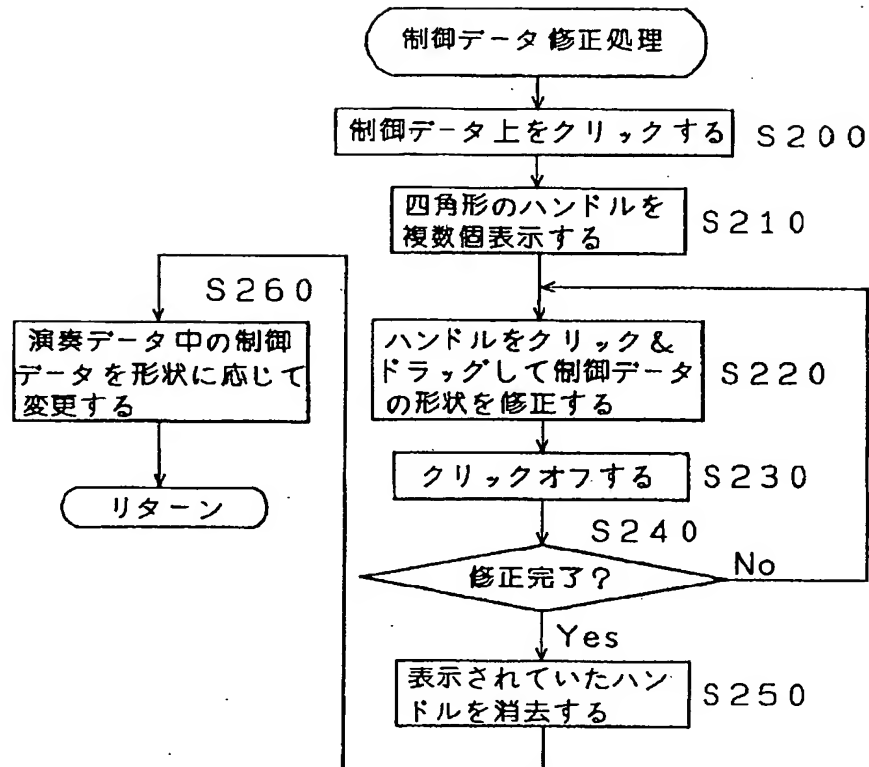 制御データ修正処理
制御データ上をクリックする
S200
四角形のハンドルを
複数個表示する
S210
ハンドルをクリック&
ドラッグして制御データ
の形状を修正する
S220
クリックオフする
S230
S240
修正完了?
No
Yes
表示されていたハン
ドルを消去する
S250
S260
演奏データ中の制御
データを形状に応じて
変更する
リターン